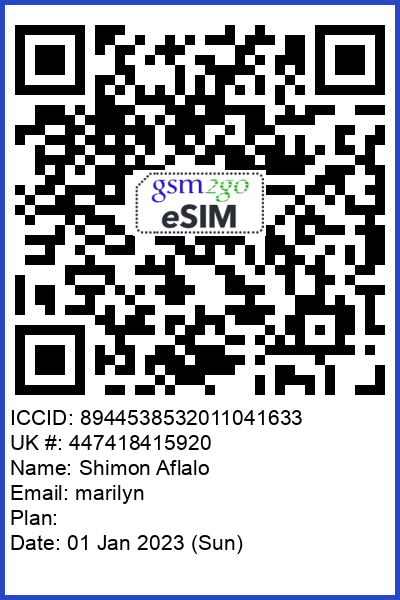 gsm2go
eSIM
ICCID: 8944538532011041633
UK #: 447418415920
Name: Shimon Aflalo
Email: marilyn
Plan:
Date: 01 Jan 2023 (Sun)